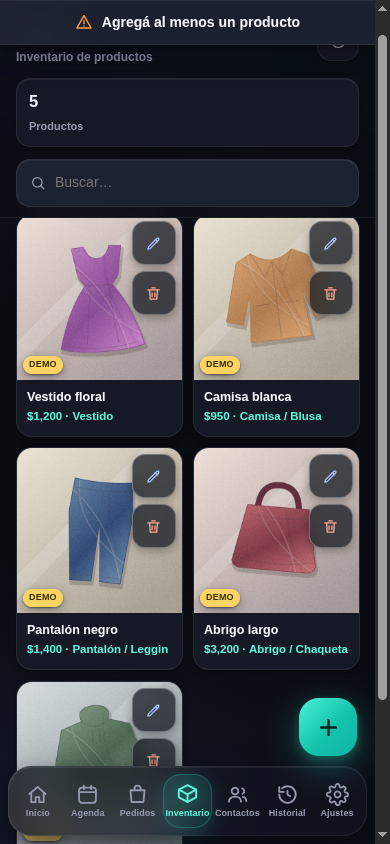 Agregá al menos un producto
Inventario de productos
5
Productos
Buscar…
DEMO
DEMO
Vestido floral
$1,200 · Vestido
Camisa blanca
$950 · Camisa / Blusa
DEMO
DEMO
Pantalón negro
$1,400 · Pantalón / Leggin
Abrigo largo
$3,200 · Abrigo / Chaqueta
Inicio
Agenda
Pedidos
Inventario
Contactos
Historial
Ajustes